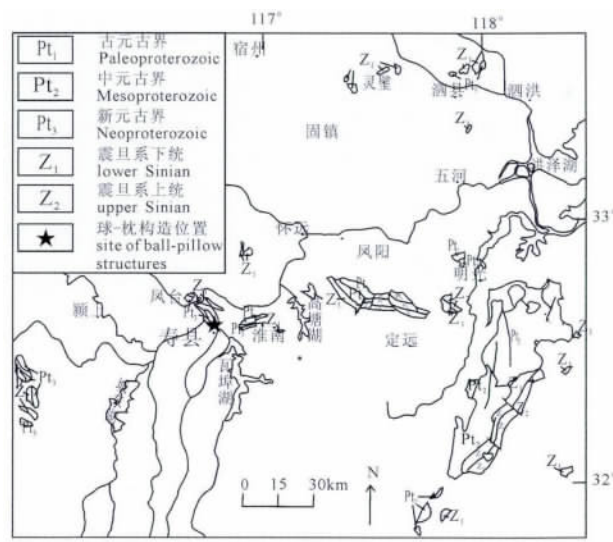 117° 118°
Pt₁ 古元古界
Paleoproterozoic
Pt₂ 中元古界
Mesoproterozoic
Pt₃ 新元古界
Neoproterozoic
Z₁ 震旦系下统
lower Sinian
Z₂ 震旦系上统
upper Sinian
★ 球-枕构造位置
site of ball-pillow
structures
宿州
灵璧
泗县
泗洪
固镇
五河
洪泽湖
33°
怀远
凤阳
明光
凤台
颍上
寿县
淮南
高塘湖
定远
瓦埠湖
Pt₃
Pt₃
32°
0 15 30km
N